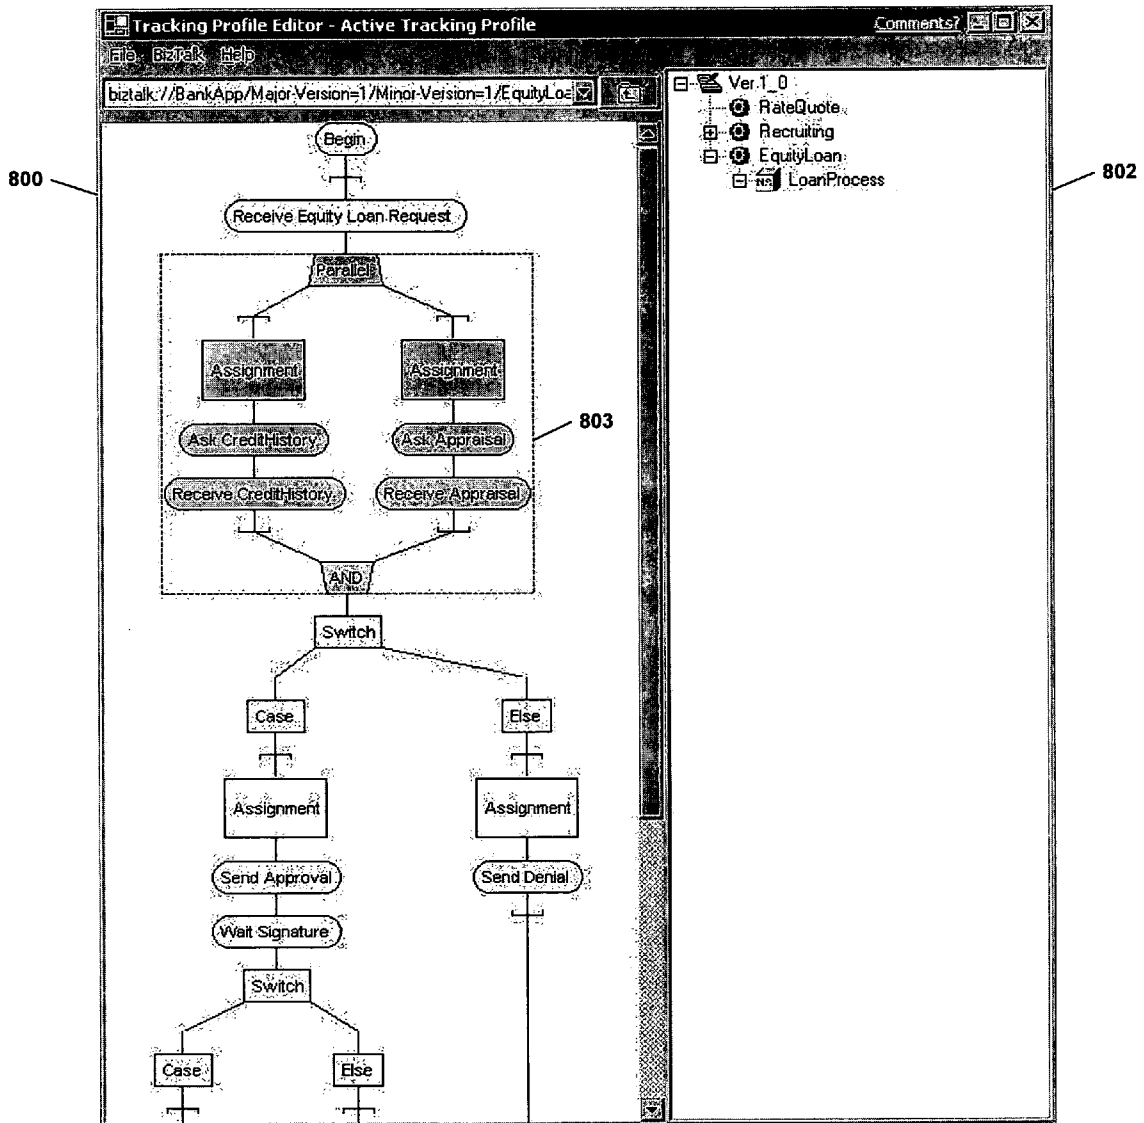 Tracking Profile Editor - Active Tracking Profile
Comments?
File BizTalk Help
biztalk://BankApp/Major-Version=1/Minor-Version=1/EquityLoa
Ver.1_0
RateQuote
Recruiting
EquityLoan
LoanProcess
800
802
Begin
Receive Equity Loan Request
Parallel
Assignment
Assignment
803
Ask CreditHistory
Ask Appraisal
Receive CreditHistory
Receive Appraisal
AND
Switch
Case
Else
Assignment
Assignment
Send Approval
Send Denial
Wait Signature
Switch
Case
Else